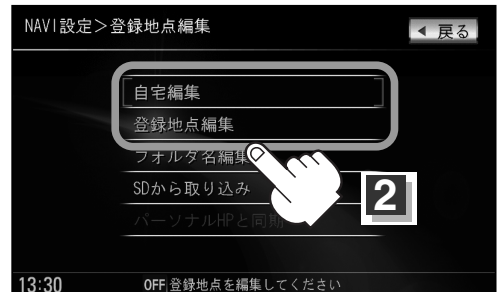 NAVI設定＞登録地点編集
◀ 戻る
自宅編集
登録地点編集
フォルダ名編集
SDから取り込み
パーソナルHPと同期
2
13:30
OFF 登録地点を編集してください